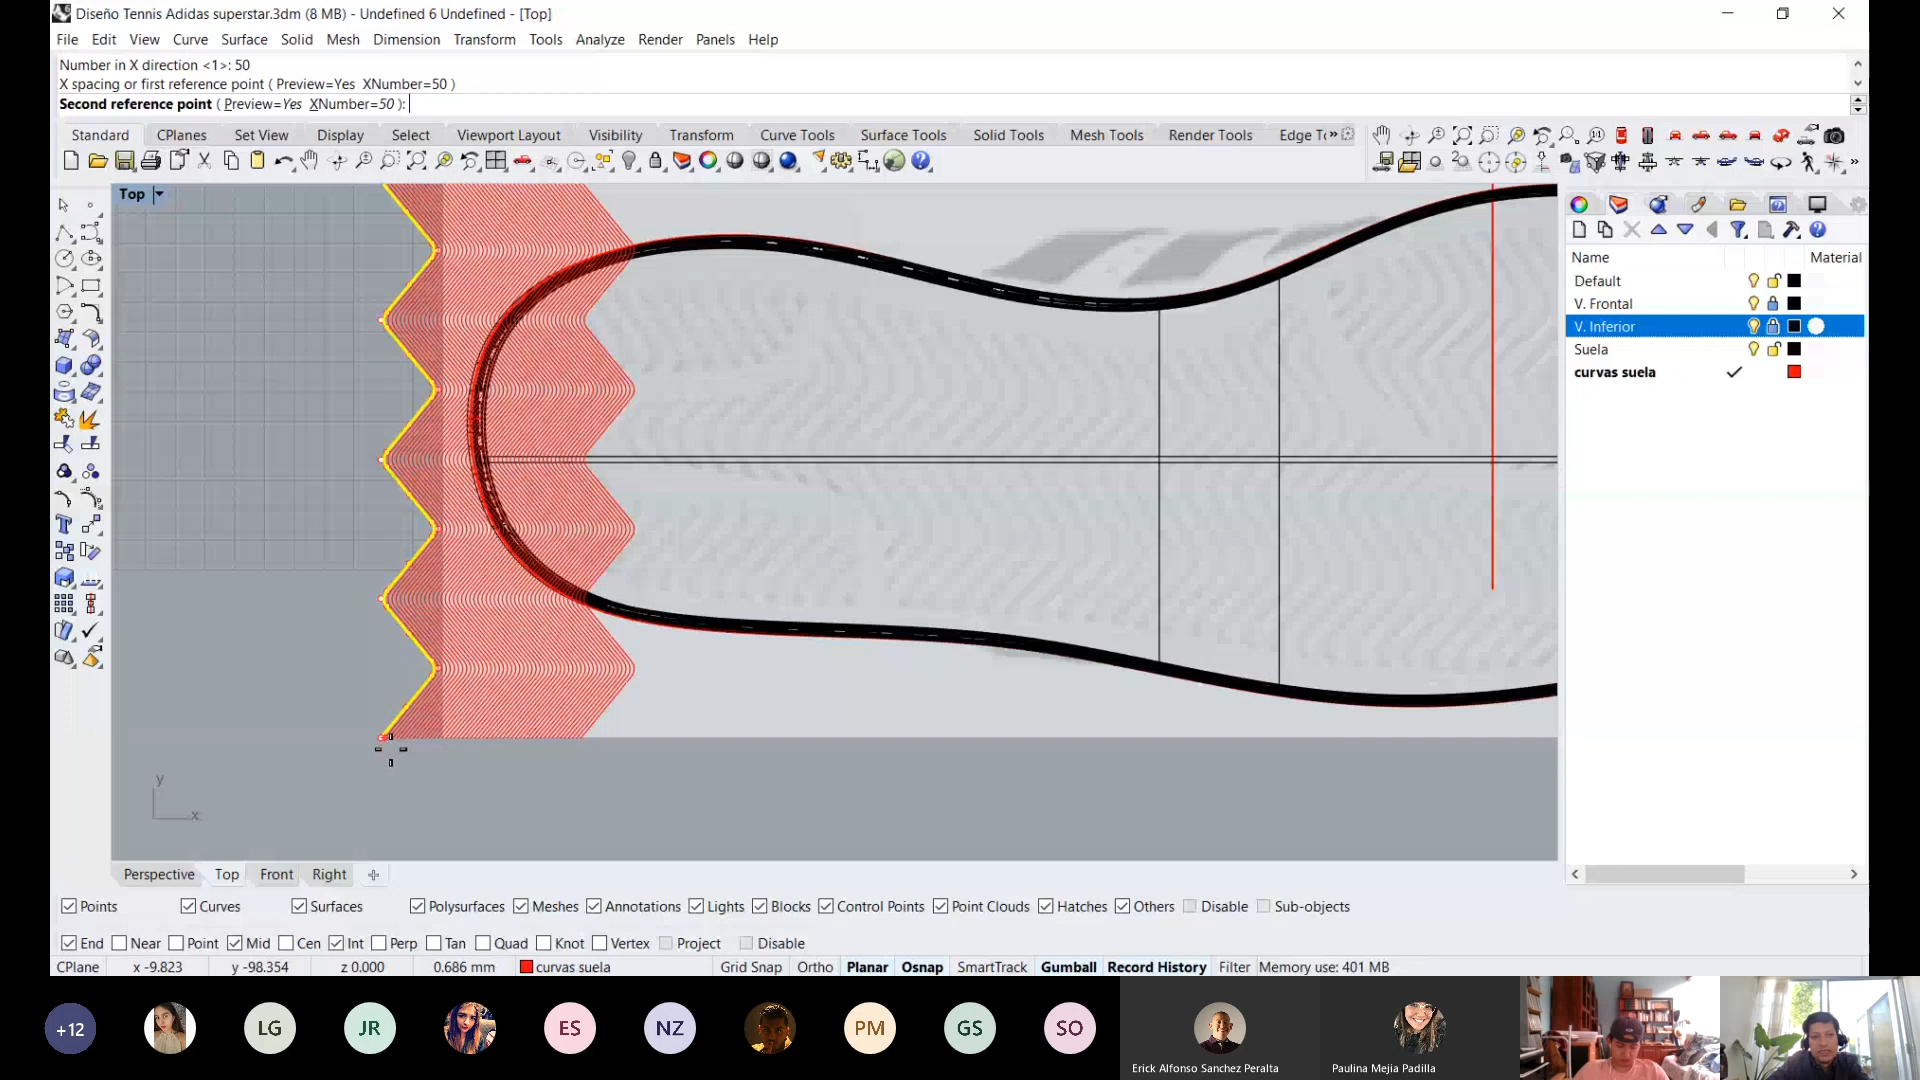 Diseño Tennis Adidas superstar.3dm (8 MB) - Undefined 6 Undefined - [Top]
File Edit View Curve Surface Solid Mesh Dimension Transform Tools Analyze Render Panels Help
Number in X direction <1>: 50
X spacing or first reference point ( Preview=Yes XNumber=50 )
Second reference point ( Preview=Yes XNumber=50 ):
Standard CPlanes Set View Display Select Viewport Layout Visibility Transform Curve Tools Surface Tools Solid Tools Mesh Tools Render Tools Edge To
Top
Name Material
Default
V. Frontal
V. Inferior
Suela
curvas suela
y
x
Perspective Top Front Right
Points Curves Surfaces Polysurfaces Meshes Annotations Lights Blocks Control Points Point Clouds Hatches Others Disable Sub-objects
End Near Point Mid Cen Int Perp Tan Quad Knot Vertex Project Disable
CPlane x -9.823 y -98.354 z 0.000 0.686 mm curvas suela Grid Snap Ortho Planar Osnap SmartTrack Gumball Record History Filter Memory use: 401 MB
+12 LG JR ES NZ PM GS SO
Erick Alfonso Sanchez Peralta Paulina Mejia Padilla